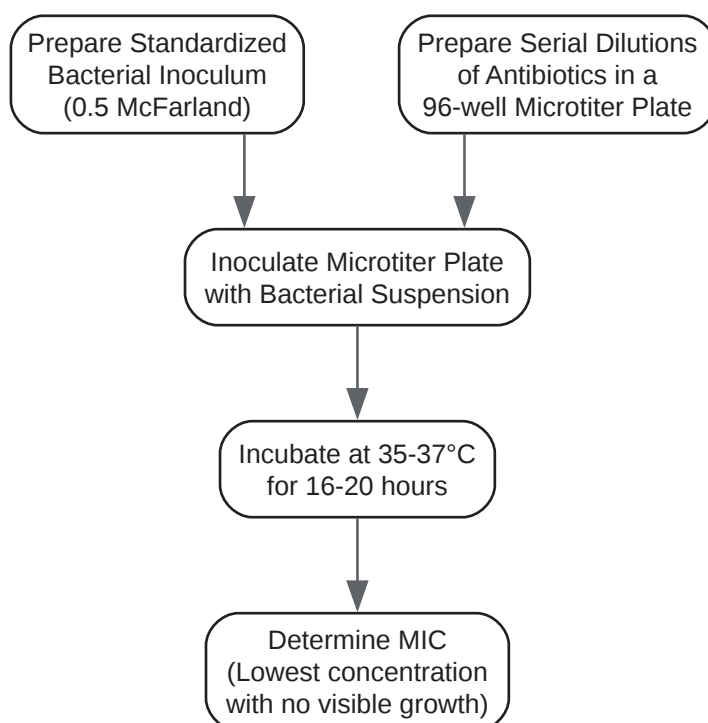 Prepare Standardized
Bacterial Inoculum
(0.5 McFarland)
Prepare Serial Dilutions
of Antibiotics in a
96-well Microtiter Plate
Inoculate Microtiter Plate
with Bacterial Suspension
Incubate at 35-37°C
for 16-20 hours
Determine MIC
(Lowest concentration
with no visible growth)